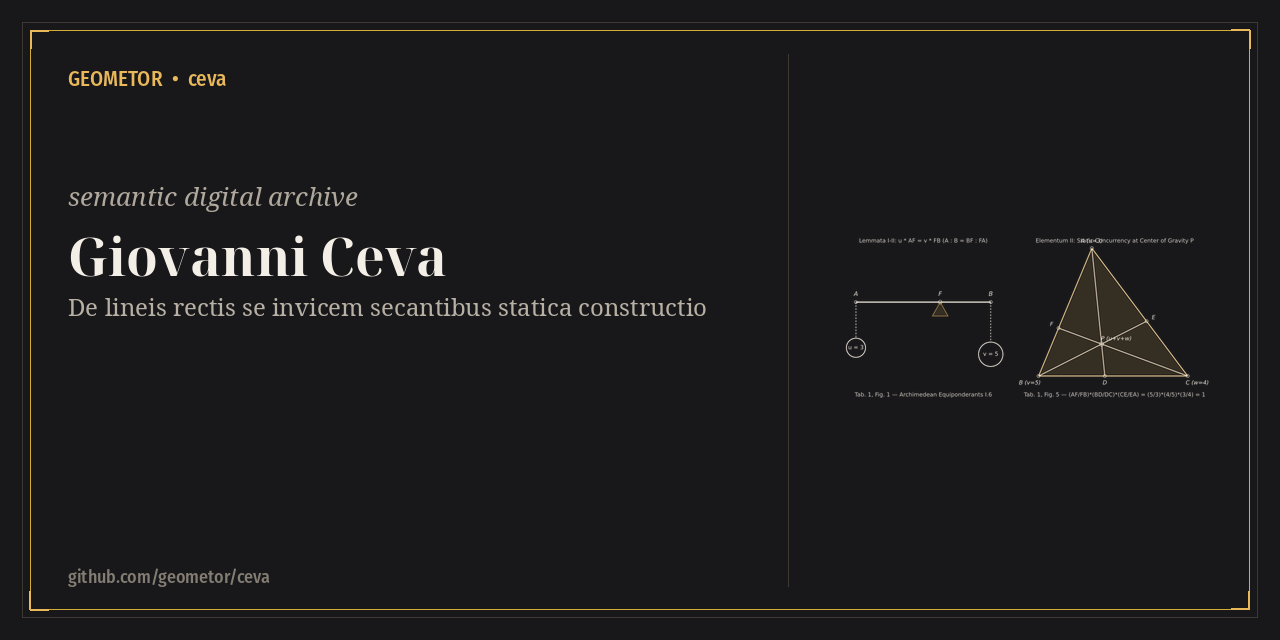 GEOMETOR • ceva
semantic digital archive
Giovanni Ceva
De lineis rectis se invicem secantibus statica constructio
github.com/geometor/ceva
Lemmata I-II: u * AF = v * FB (A : B = BF : FA)
A
F
B
u = 3
v = 5
Tab. 1, Fig. 1 — Archimedean Equiponderants I.6
Elementum II: Concurrency at Center of Gravity P
F
E
P (u+v+w)
B (v=5)
D
C (w=4)
Tab. 1, Fig. 5 — (AF/FB)*(BD/DC)*(CE/EA) = (5/3)*(4/5)*(3/4) = 1